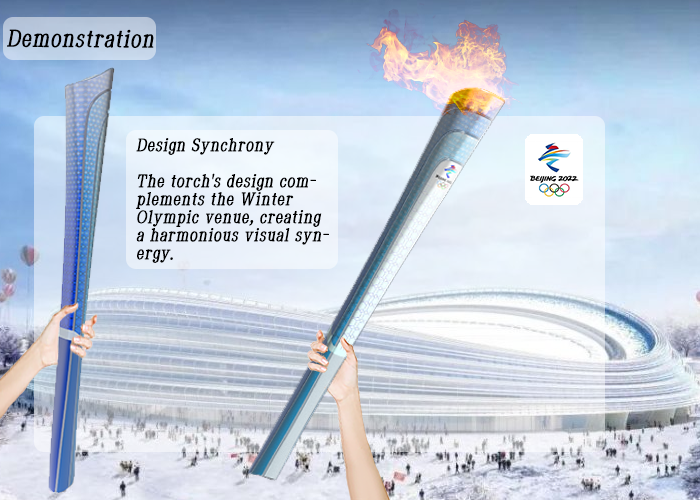 Demonstration
Design Synchrony
The torch's design com-
plements the Winter
Olympic venue, creating
a harmonious visual syn-
ergy.
BEIJING 2022